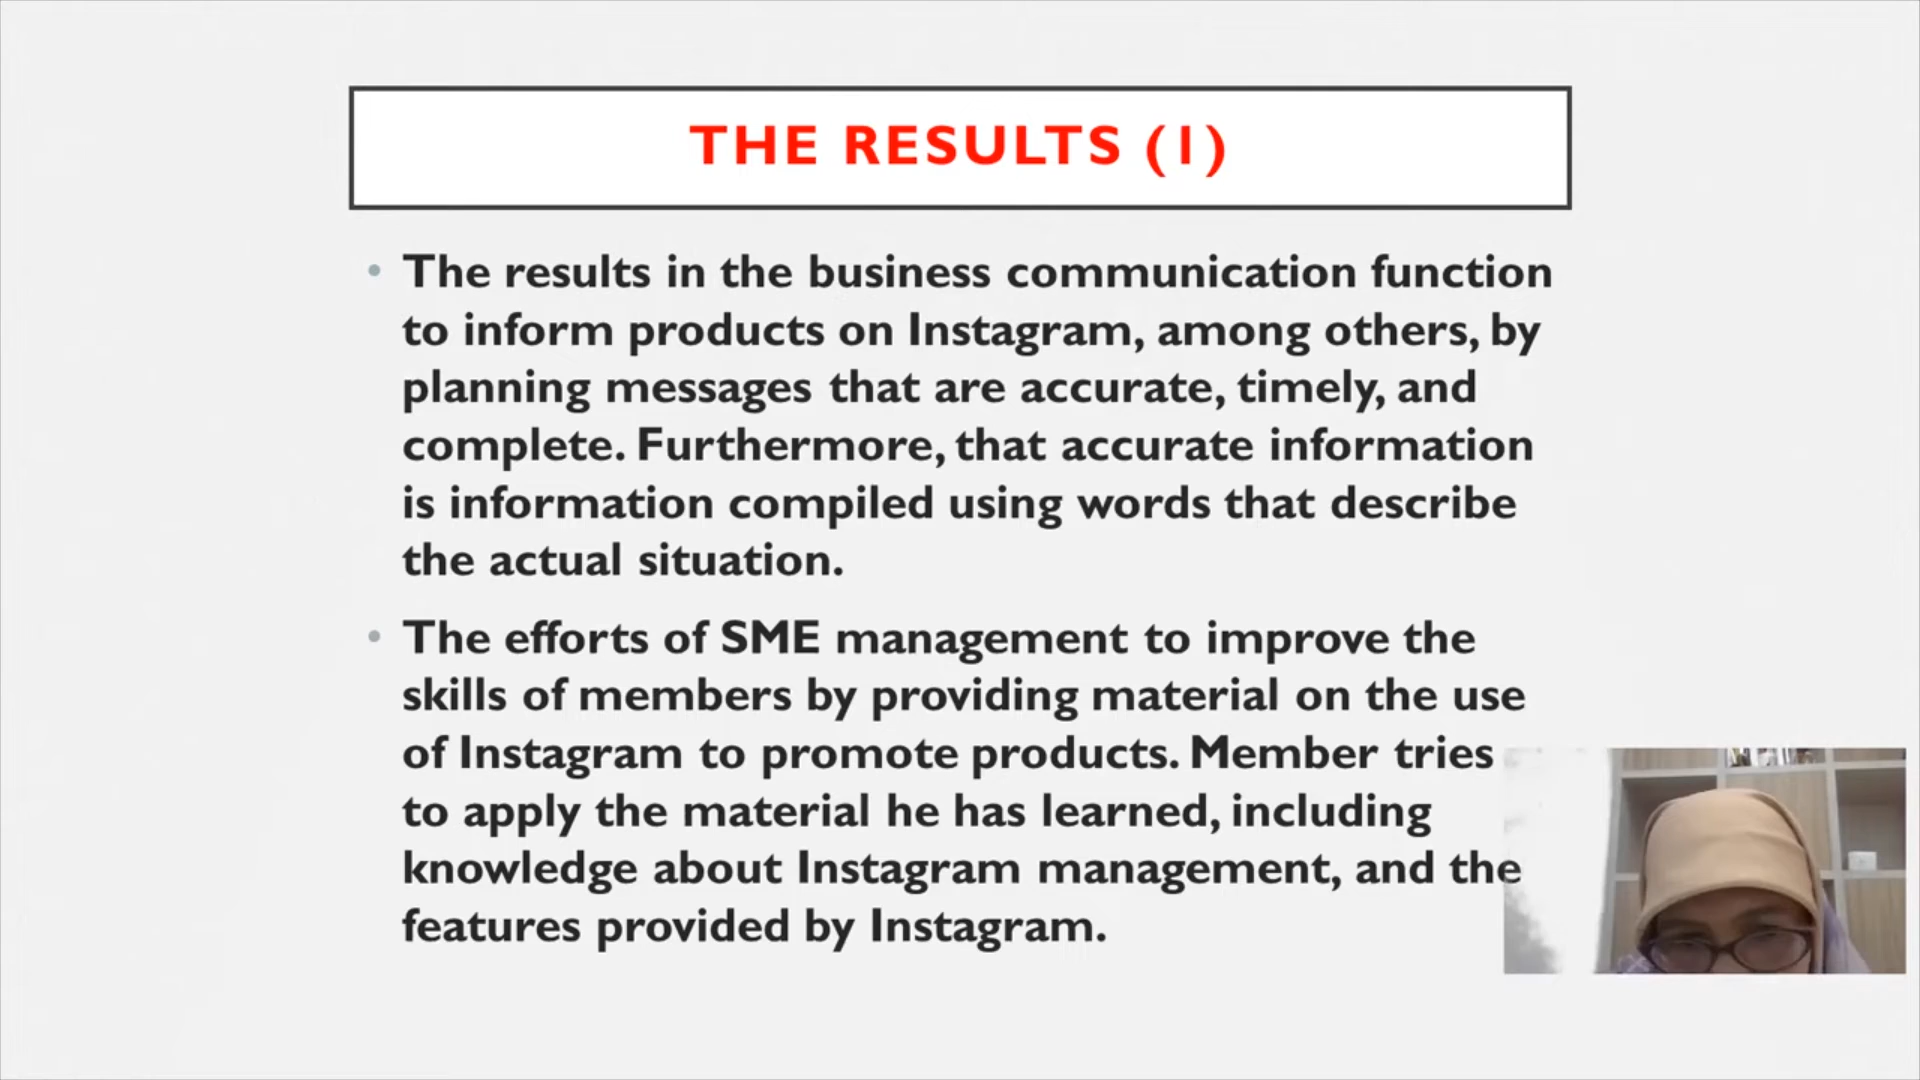 THE RESULTS (1)
• The results in the business communication function
to inform products on Instagram, among others, by
planning messages that are accurate, timely, and
complete. Furthermore, that accurate information
is information compiled using words that describe
the actual situation.
• The efforts of SME management to improve the
skills of members by providing material on the use
of Instagram to promote products. Member tries
to apply the material he has learned, including
knowledge about Instagram management, and the
features provided by Instagram.